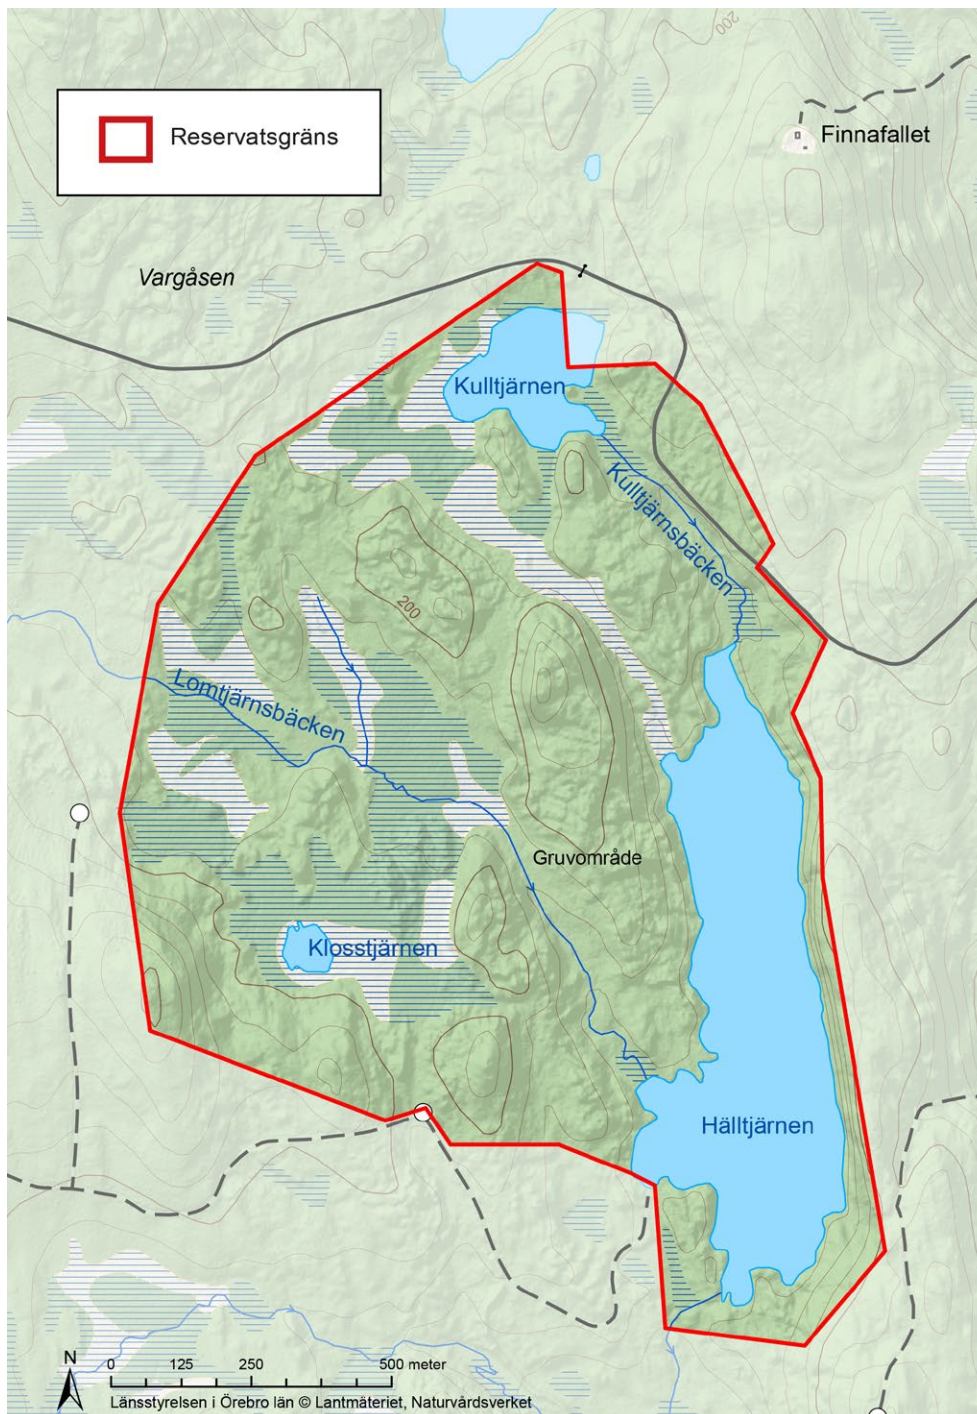 200
Reservatsgräns
Finnafallet
Vargåsen
Kulltjärnen
Kulltjärnsbäcken
200
Lomtjärnsbäcken
Gruvområde
Klosstjärnen
Hälltjärnen
N
0 125 250 500 meter
Länsstyrelsen i Örebro län © Lantmäteriet, Naturvårdsverket